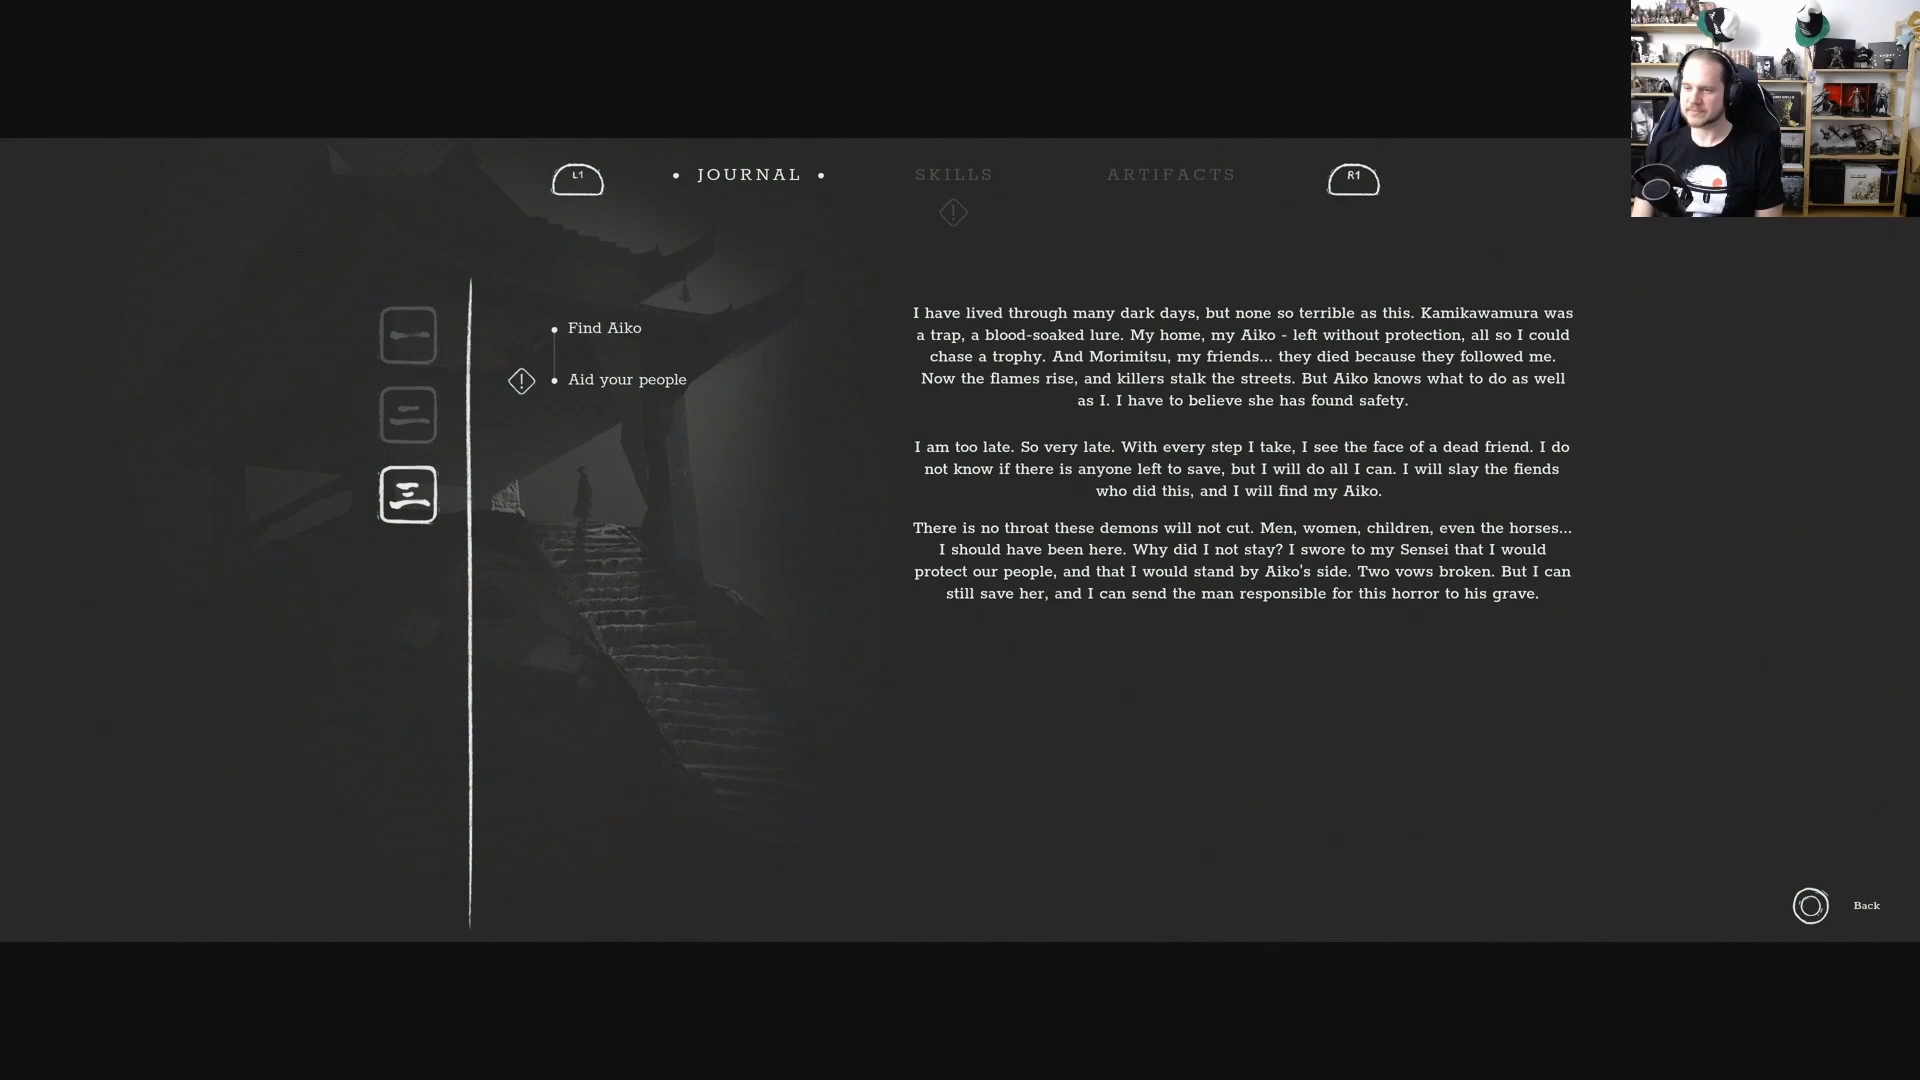 L1
• JOURNAL •
SKILLS
ARTIFACTS
R1
一
二
三
Find Aiko
Aid your people
I have lived through many dark days, but none so terrible as this. Kamikawamura was
a trap, a blood-soaked lure. My home, my Aiko - left without protection, all so I could
chase a trophy. And Morimitsu, my friends... they died because they followed me.
Now the flames rise, and killers stalk the streets. But Aiko knows what to do as well
as I. I have to believe she has found safety.
I am too late. So very late. With every step I take, I see the face of a dead friend. I do
not know if there is anyone left to save, but I will do all I can. I will slay the fiends
who did this, and I will find my Aiko.
There is no throat these demons will not cut. Men, women, children, even the horses...
I should have been here. Why did I not stay? I swore to my Sensei that I would
protect our people, and that I would stand by Aiko's side. Two vows broken. But I can
still save her, and I can send the man responsible for this horror to his grave.
Back